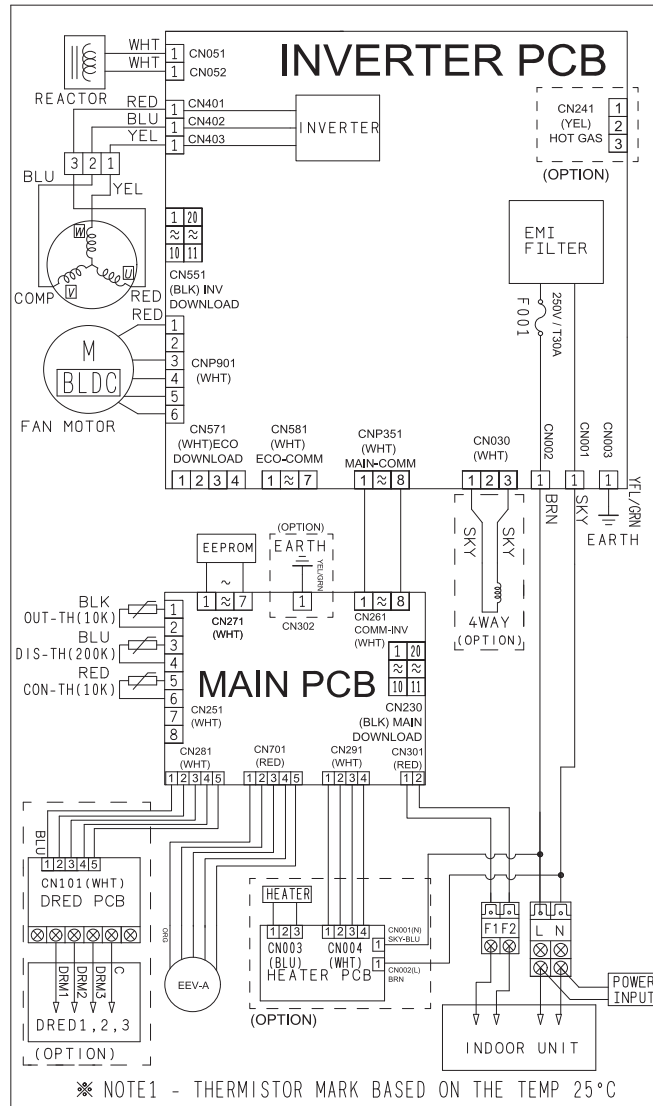 INVERTER PCB
WHT
1
CN051
WHT
1
CN052
REACTOR
RED
1
CN401
BLU
1
CN402
YEL
1
CN403
INVERTER
CN241
(YEL)
HOT GAS
1
2
3
(OPTION)
3 2 1
BLU
YEL
W
V
U
COMP
RED
1 20
≈ ≈
10 11
CN551
(BLK) INV
DOWNLOAD
EMI
FILTER
250V / T30A
F001
RED
M
BLDC
FAN MOTOR
1
2
3
4
5
6
CNP901
(WHT)
CN571
(WHT)ECO
DOWNLOAD
1 2 3 4
CN581
(WHT)
ECO-COMM
1 ≈ 7
CNP351
(WHT)
MAIN-COMM
1 ≈ 8
CN030
(WHT)
1 2 3
CN002
1
BRN
CN001
1
SKY
CN003
1
YEL/GRN
EARTH
SKY
SKY
4WAY
(OPTION)
EEPROM
~
(OPTION)
EARTH
YEL/GRN
1 ≈ 7
CN271
(WHT)
1
CN302
1 ≈ 8
CN261
COMM-INV
(WHT)
BLK
OUT-TH(10K)
BLU
DIS-TH(200K)
RED
CON-TH(10K)
1
2
3
4
5
6
7
8
CN251
(WHT)
MAIN PCB
1 20
≈ ≈
10 11
CN230
(BLK) MAIN
DOWNLOAD
CN281
(WHT)
1 2 3 4 5
CN701
(RED)
1 2 3 4 5
CN291
(WHT)
1 2 3 4
CN301
(RED)
1 2
BLU
1 2 3 4 5
CN101(WHT)
DRED PCB
DRM1
DRM2
DRM3
C
DRED1,2,3
(OPTION)
ORG
EEV-A
HEATER
1 2 3
CN003
(BLU)
1 2 3 4
CN004
(WHT)
HEATER PCB
1
CN001(N)
SKY-BLU
1
CN002(L)
BRN
(OPTION)
F1 F2
L N
POWER
INPUT
INDOOR UNIT
※ NOTE1 - THERMISTOR MARK BASED ON THE TEMP 25°C